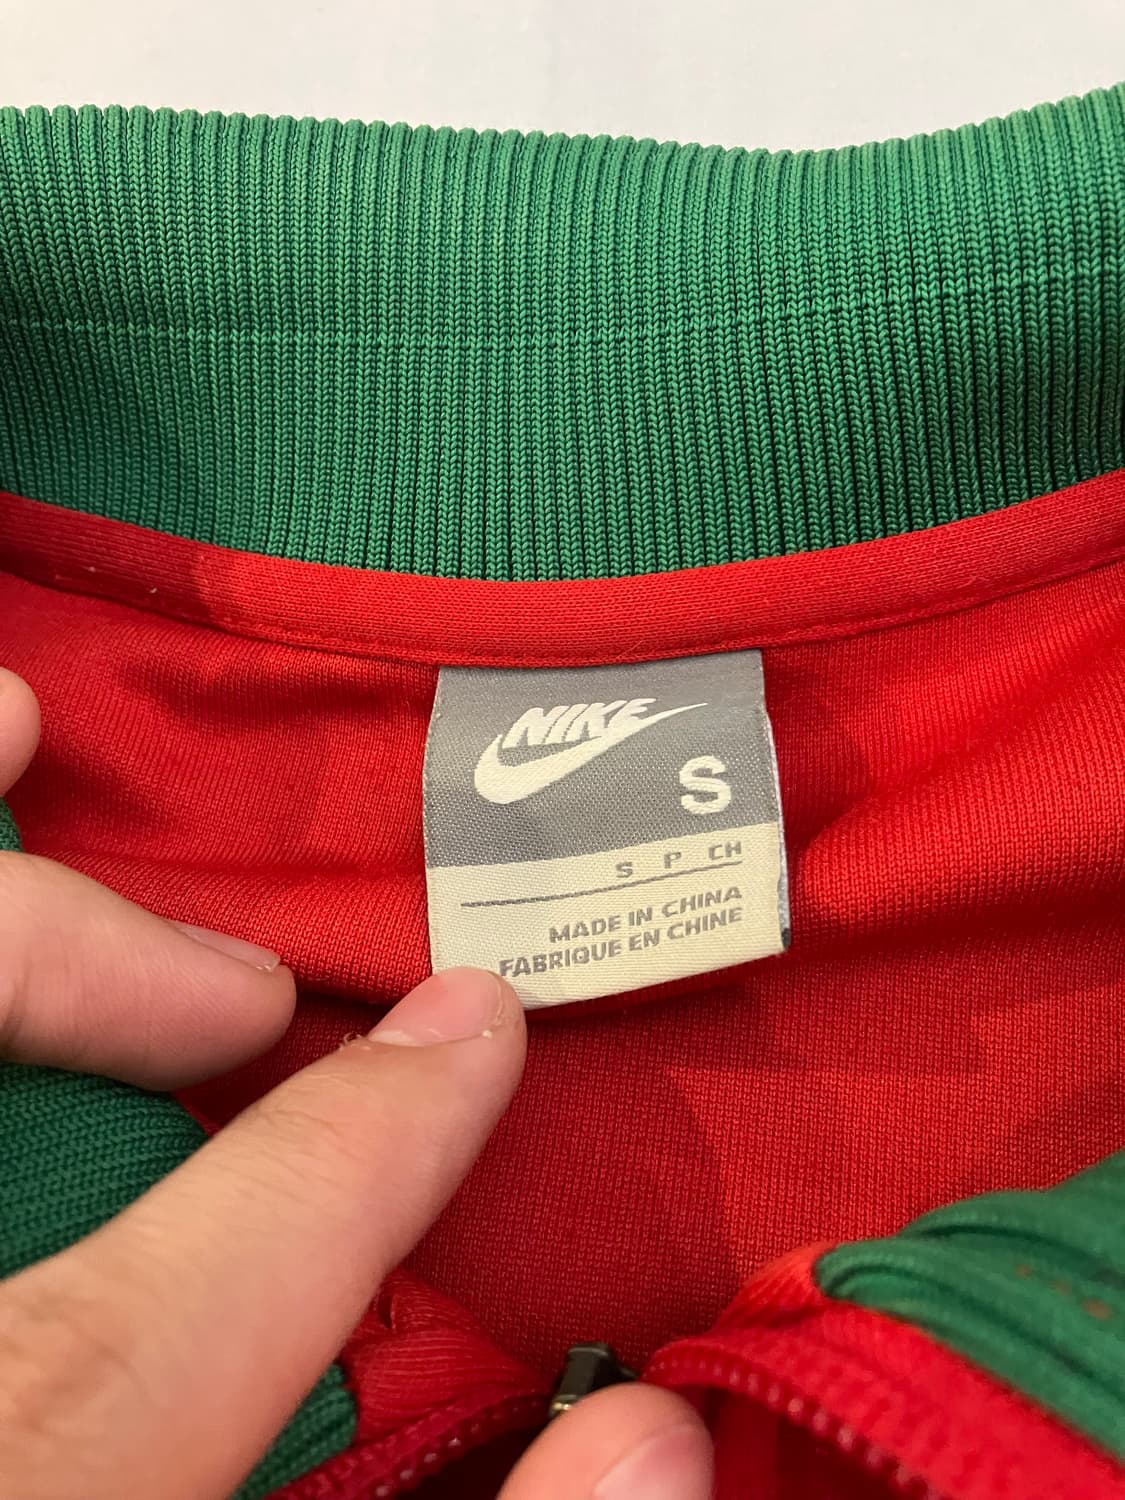 NIKE
S
S P CH
MADE IN CHINA
FABRIQUE EN CHINE